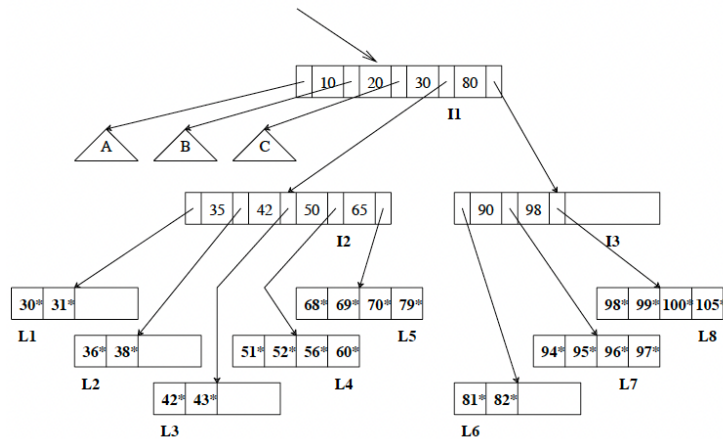 10 20 30 80
I1
A B C
35 42 50 65
I2
90 98
I3
30* 31*
L1
68* 69* 70* 79*
L5
98* 99* 100* 105*
L8
36* 38*
L2
51* 52* 56* 60*
L4
94* 95* 96* 97*
L7
42* 43*
L3
81* 82*
L6